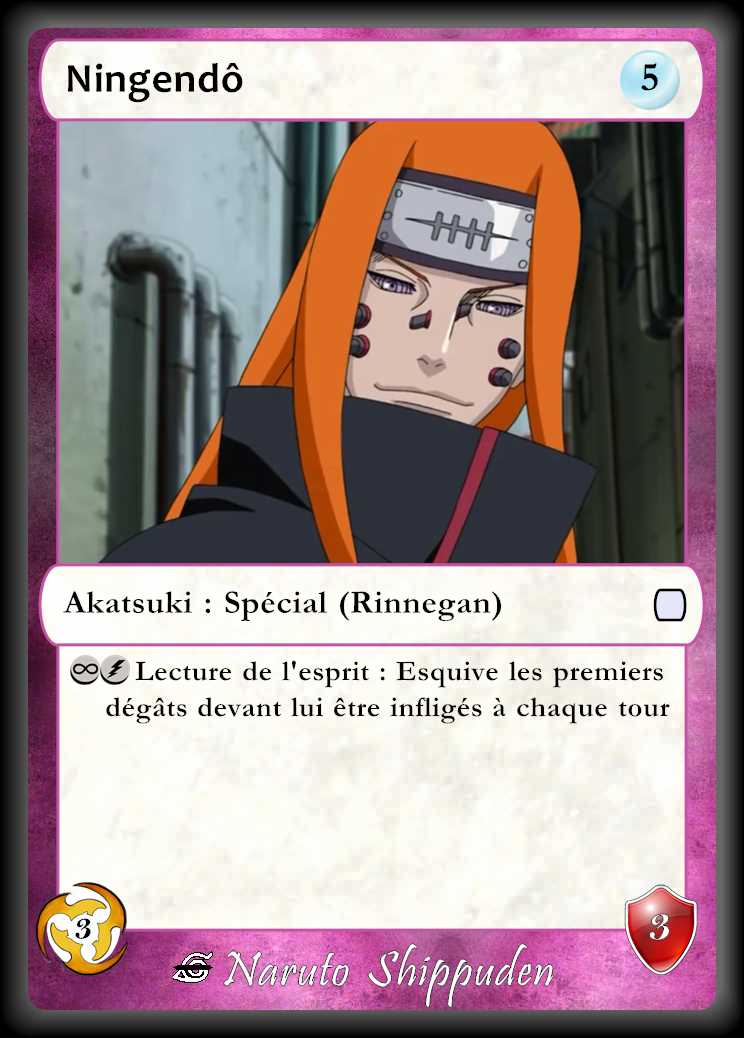 Ningendô
5
Akatsuki : Spécial (Rinnegan)
Lecture de l'esprit : Esquive les premiers
dégâts devant lui être infligés à chaque tour
3
3
Naruto Shippuden